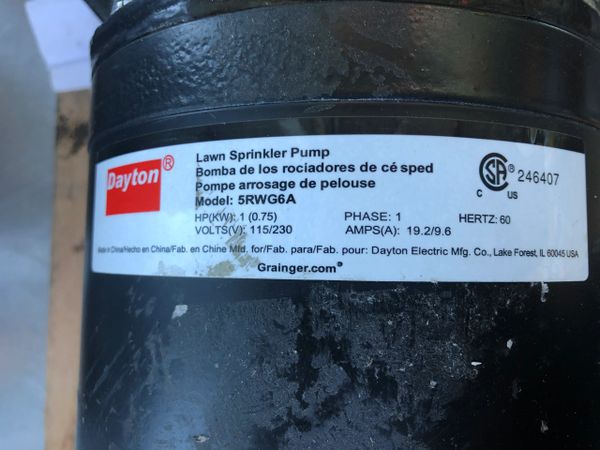 Dayton®
Lawn Sprinkler Pump
Bomba de los rociadores de cé sped
Pompe arrosage de pelouse
Model: 5RWG6A
HP(KW): 1 (0.75) PHASE: 1 HERTZ: 60
VOLTS(V): 115/230 AMPS(A): 19.2/9.6
Made in China/Hecho en China/Fab. en Chine Mfd. for/Fab. para/Fab. pour: Dayton Electric Mfg. Co., Lake Forest, IL 60045 USA
Grainger.com®
SA® 246407
C US